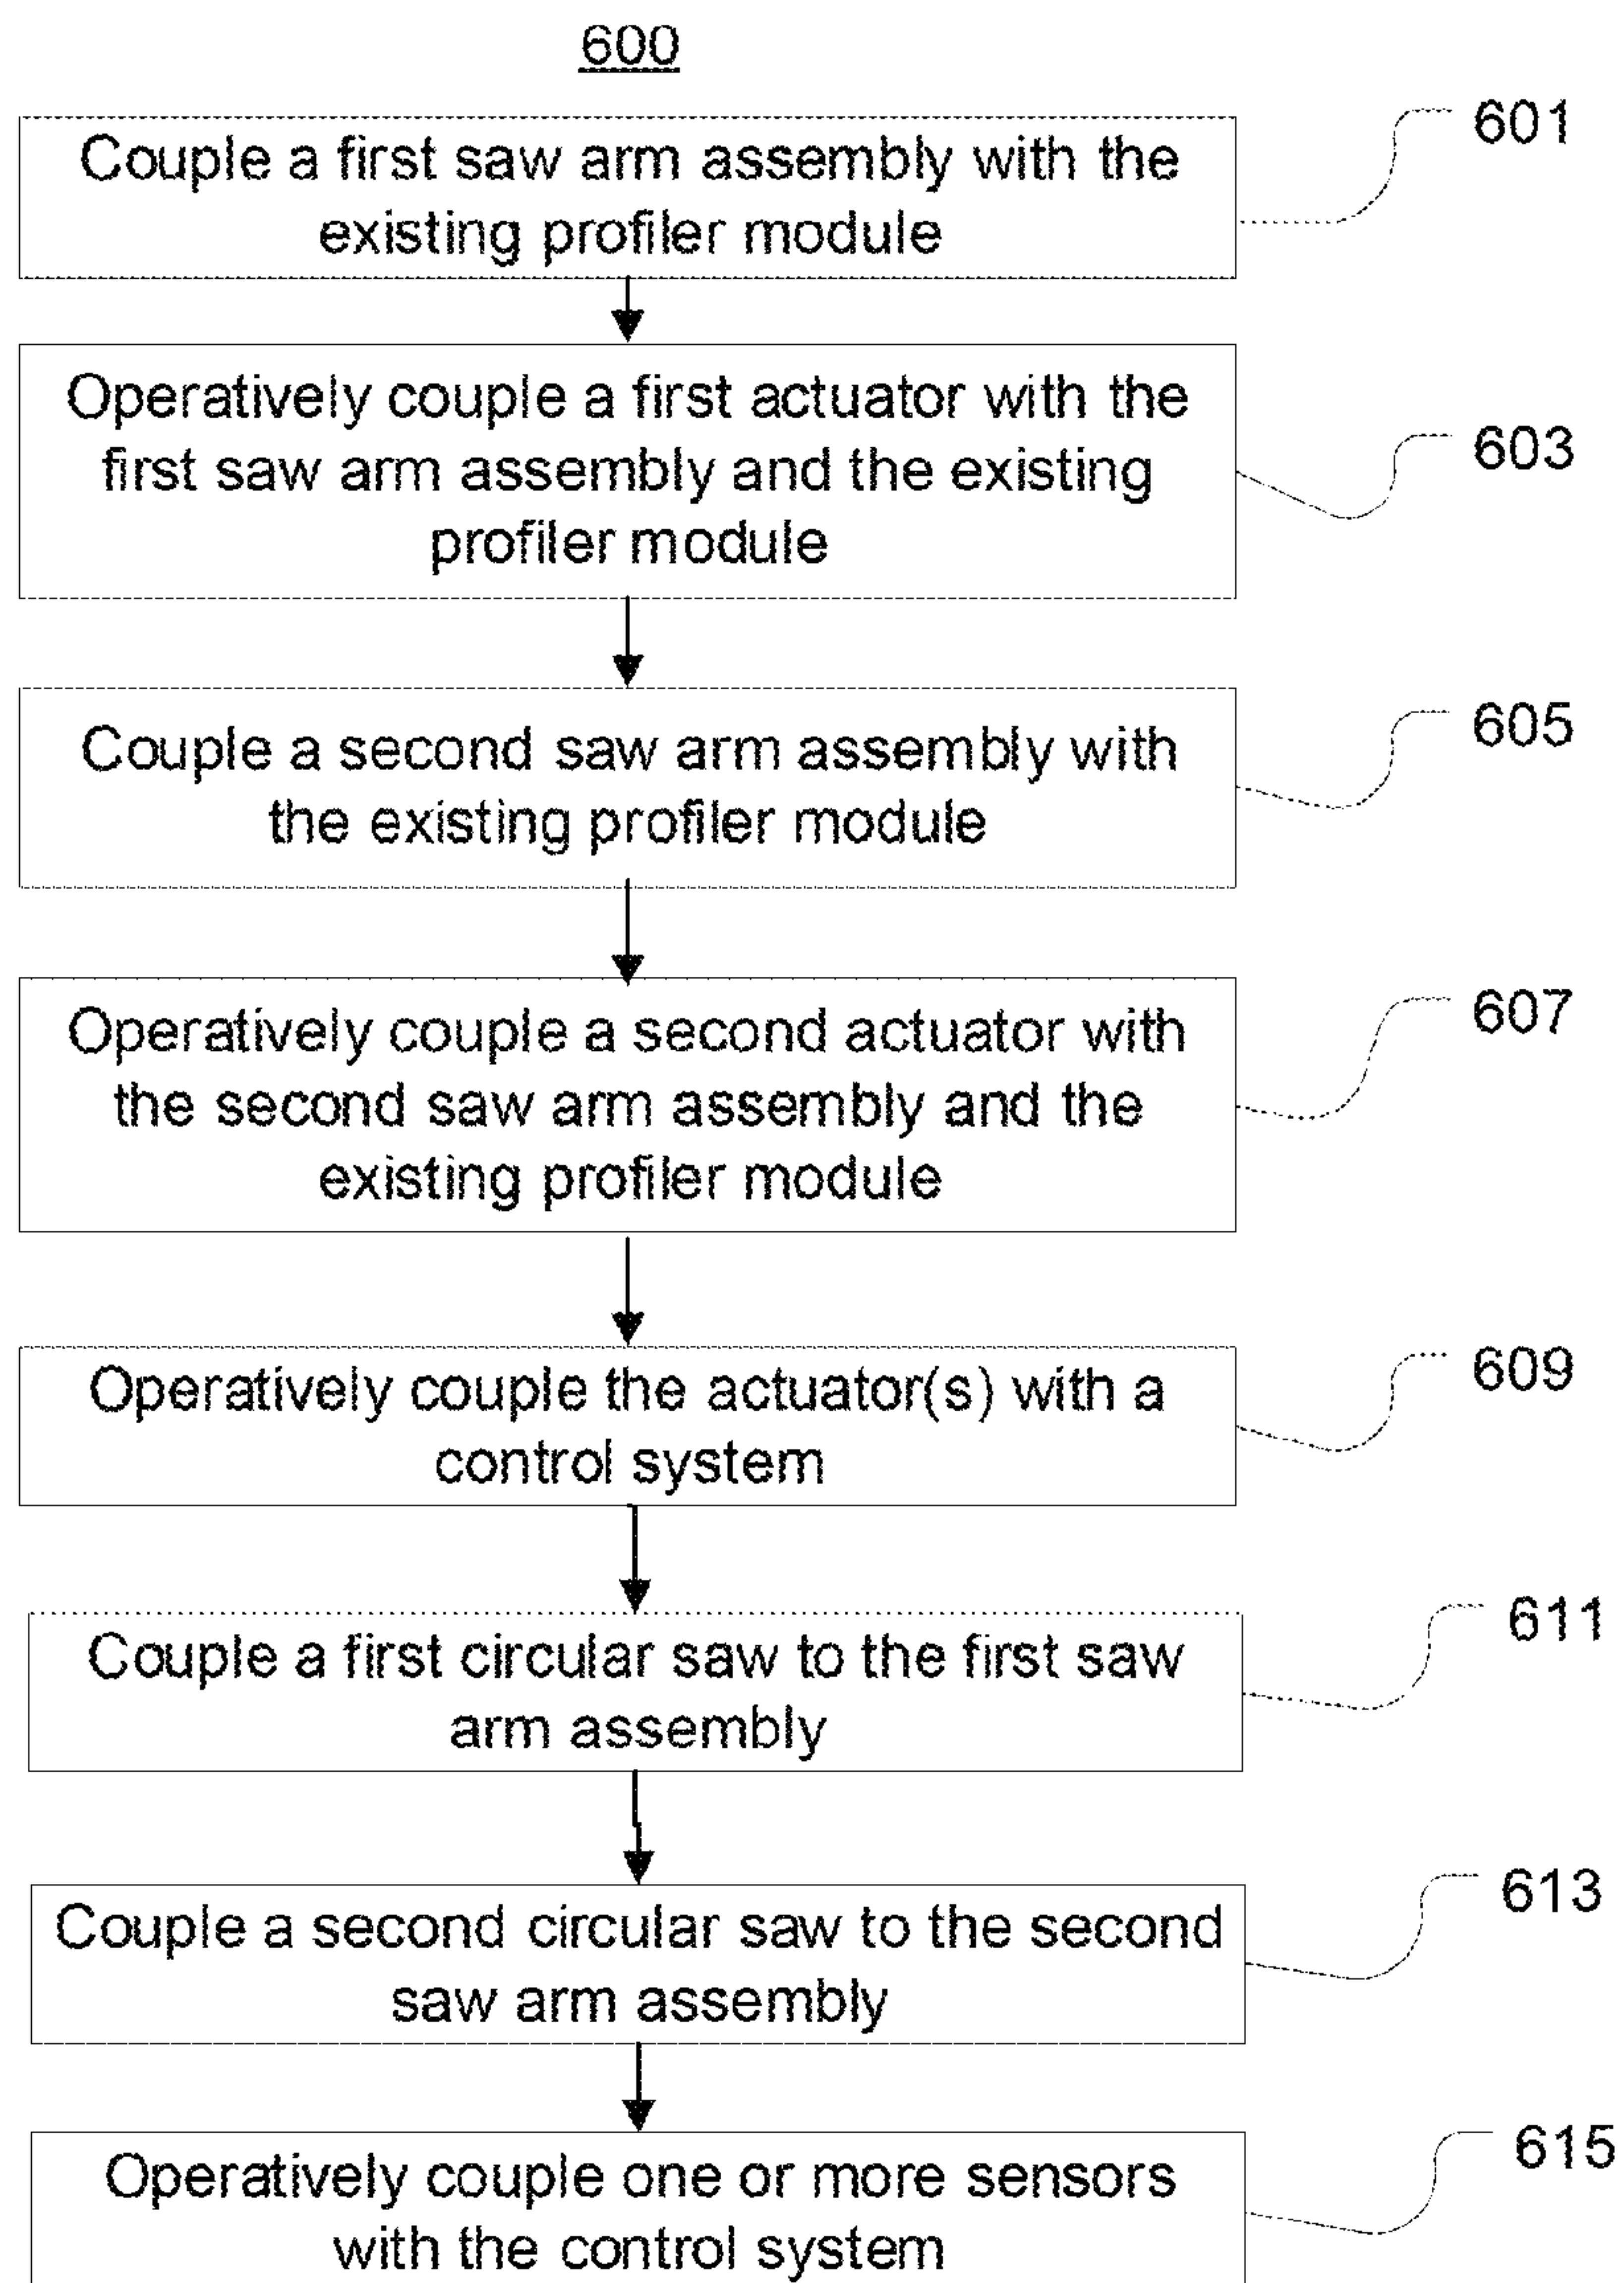 600
Couple a first saw arm assembly with the
existing profiler module
601
Operatively couple a first actuator with the
first saw arm assembly and the existing
profiler module
603
Couple a second saw arm assembly with
the existing profiler module
605
Operatively couple a second actuator with
the second saw arm assembly and the
existing profiler module
607
Operatively couple the actuator(s) with a
control system
609
Couple a first circular saw to the first saw
arm assembly
611
Couple a second circular saw to the second
saw arm assembly
613
Operatively couple one or more sensors
with the control system
615